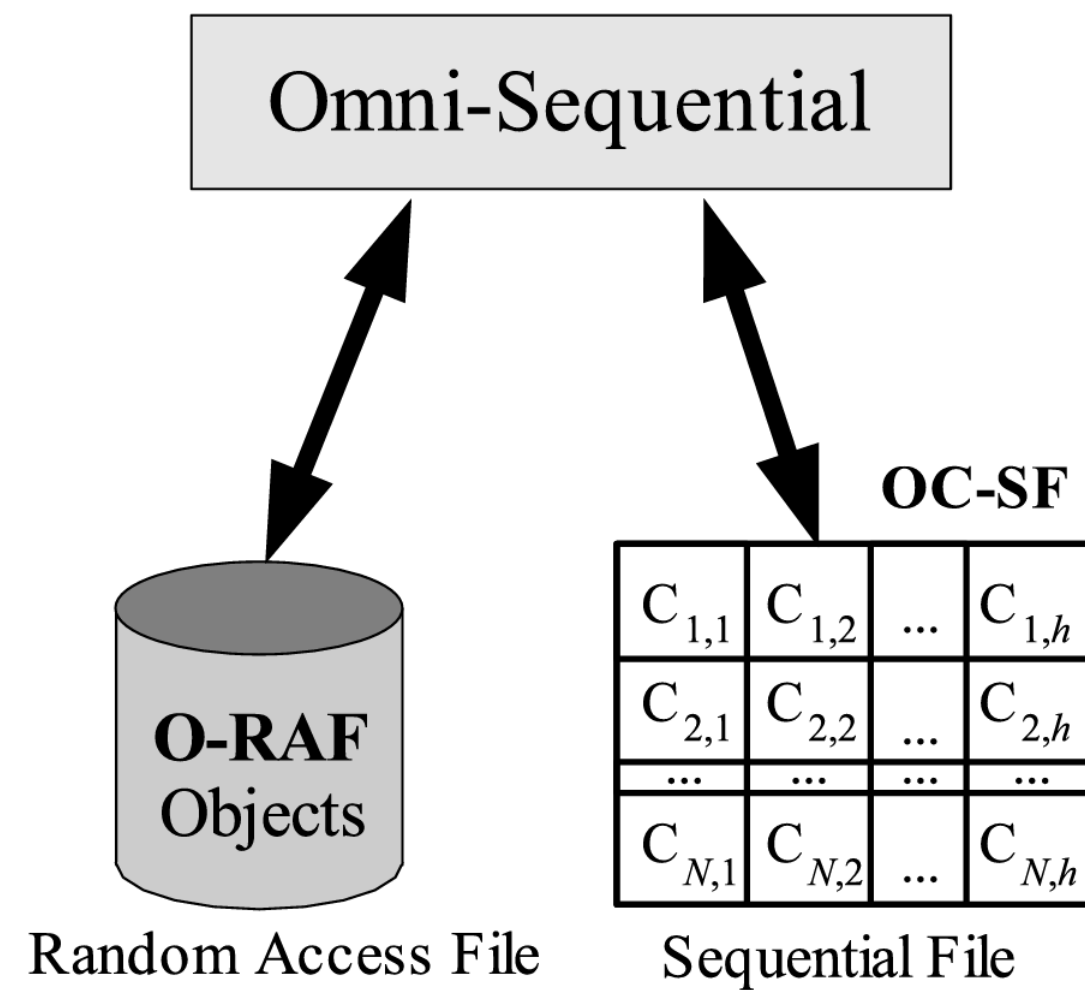 Omni-Sequential
OC-SF
C1,1 C1,2 ... C1,h
C2,1 C2,2 ... C2,h
... ... ... ...
CN,1 CN,2 ... CN,h
O-RAF
Objects
Random Access File
Sequential File